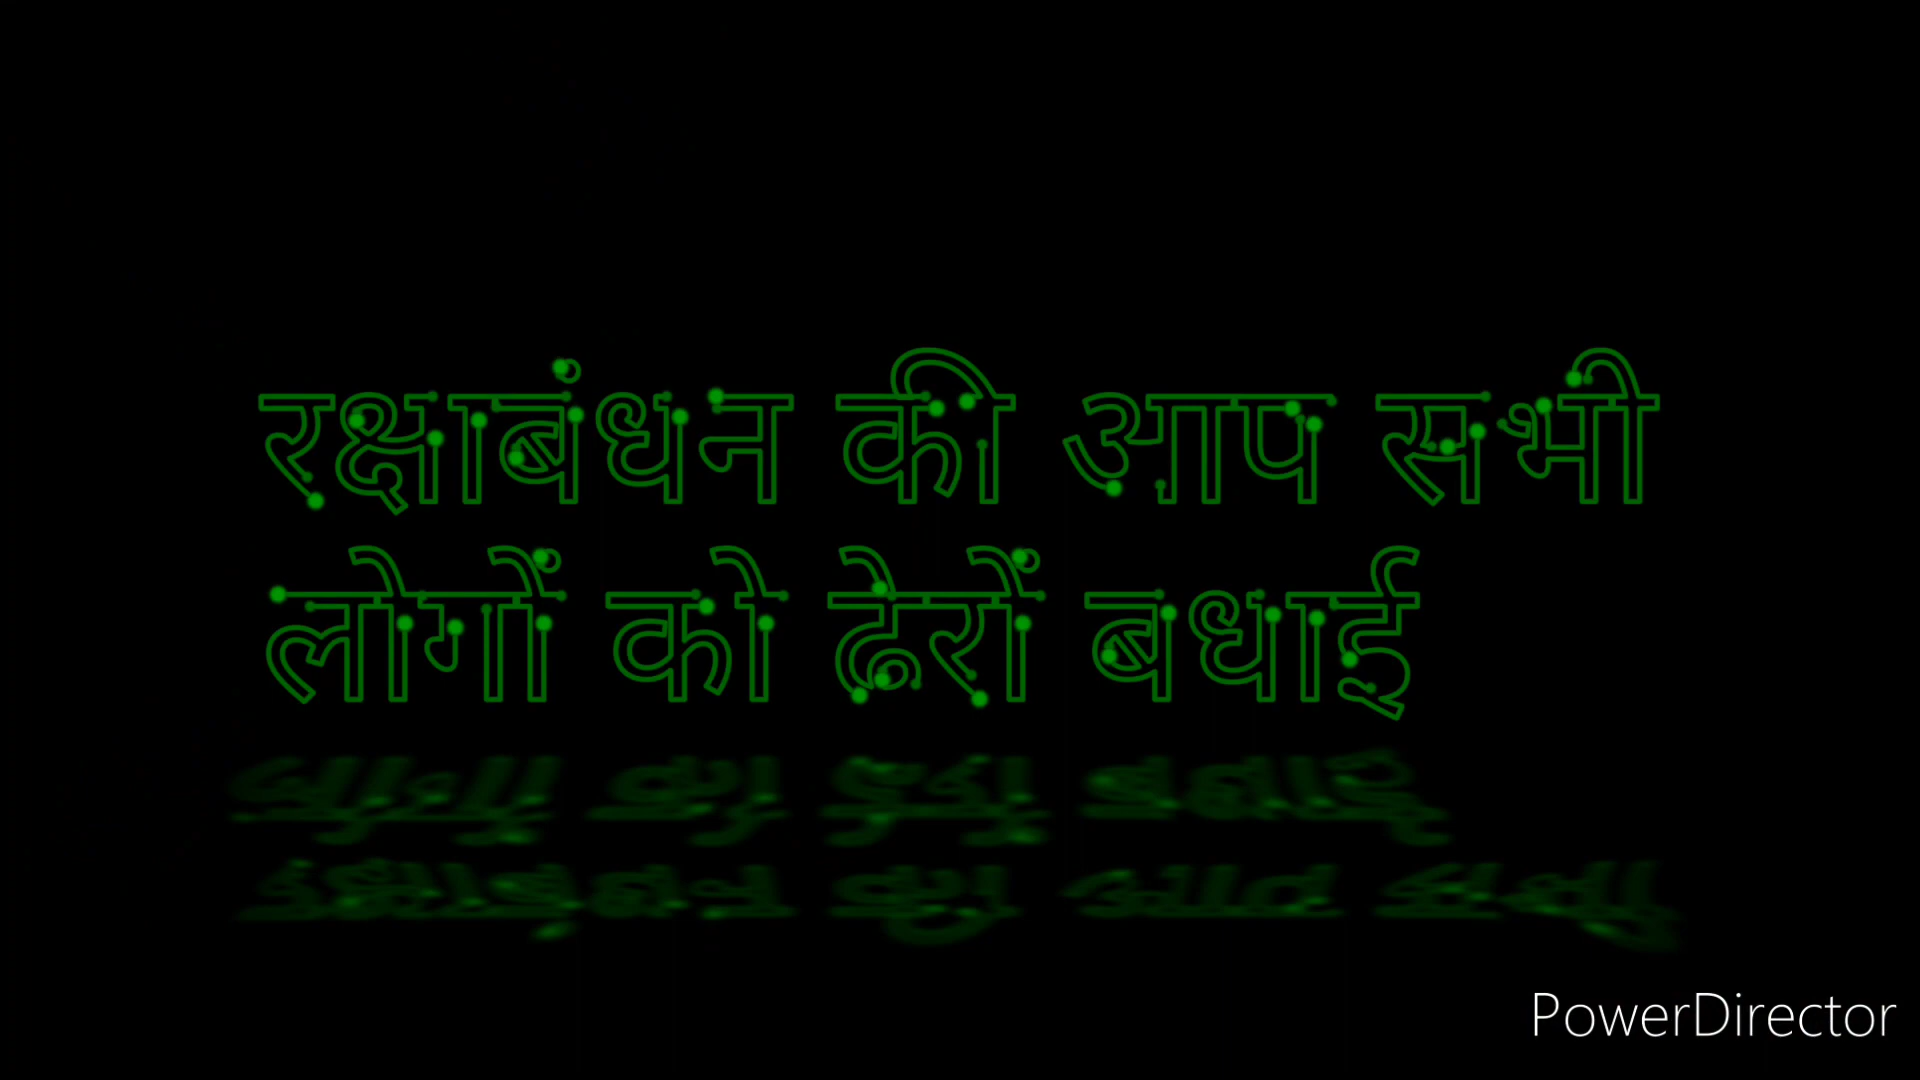 रक्षाबंधन की आप सभी
लोगों को ढेरों बधाई
PowerDirector